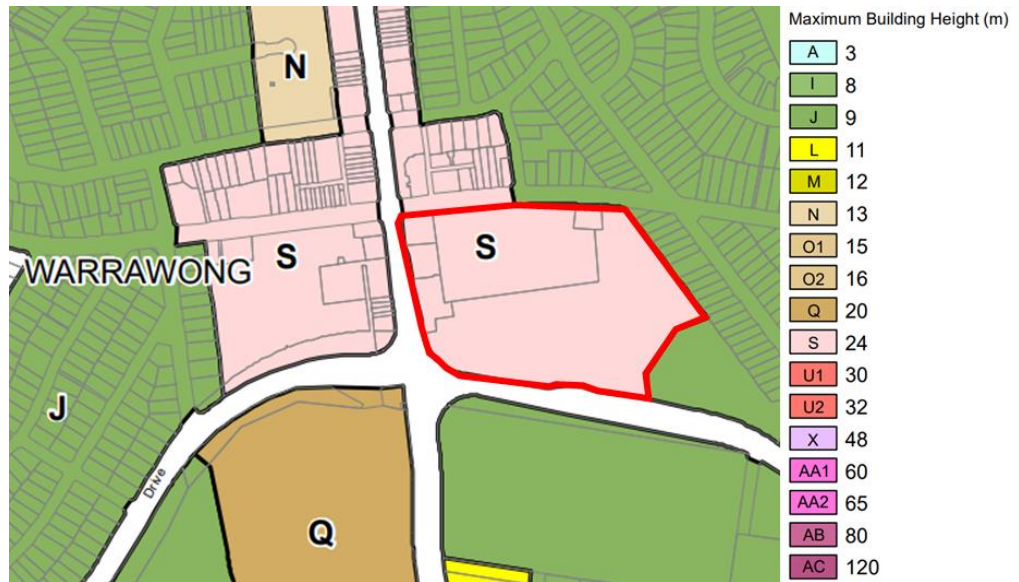 Maximum Building Height (m)
A 3
I 8
J 9
L 11
M 12
N 13
O1 15
O2 16
Q 20
S 24
U1 30
U2 32
X 48
AA1 60
AA2 65
AB 80
AC 120
N
S
WARRAWONG
S
J
Drive
Q